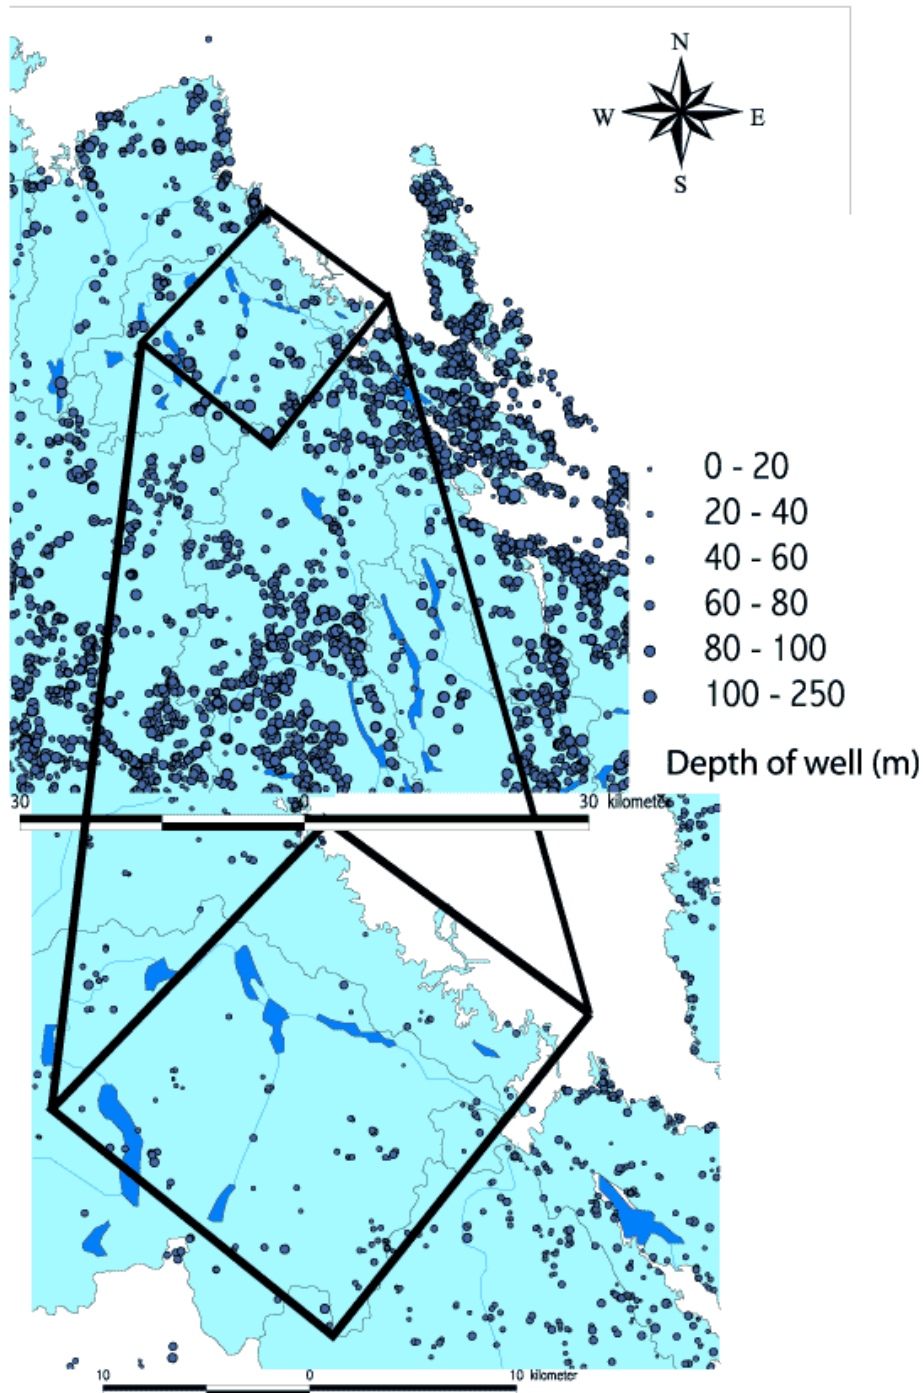 N
W E
S
0 - 20
20 - 40
40 - 60
60 - 80
80 - 100
100 - 250
Depth of well (m)
30 0 30 kilometer
10 0 10 kilometer